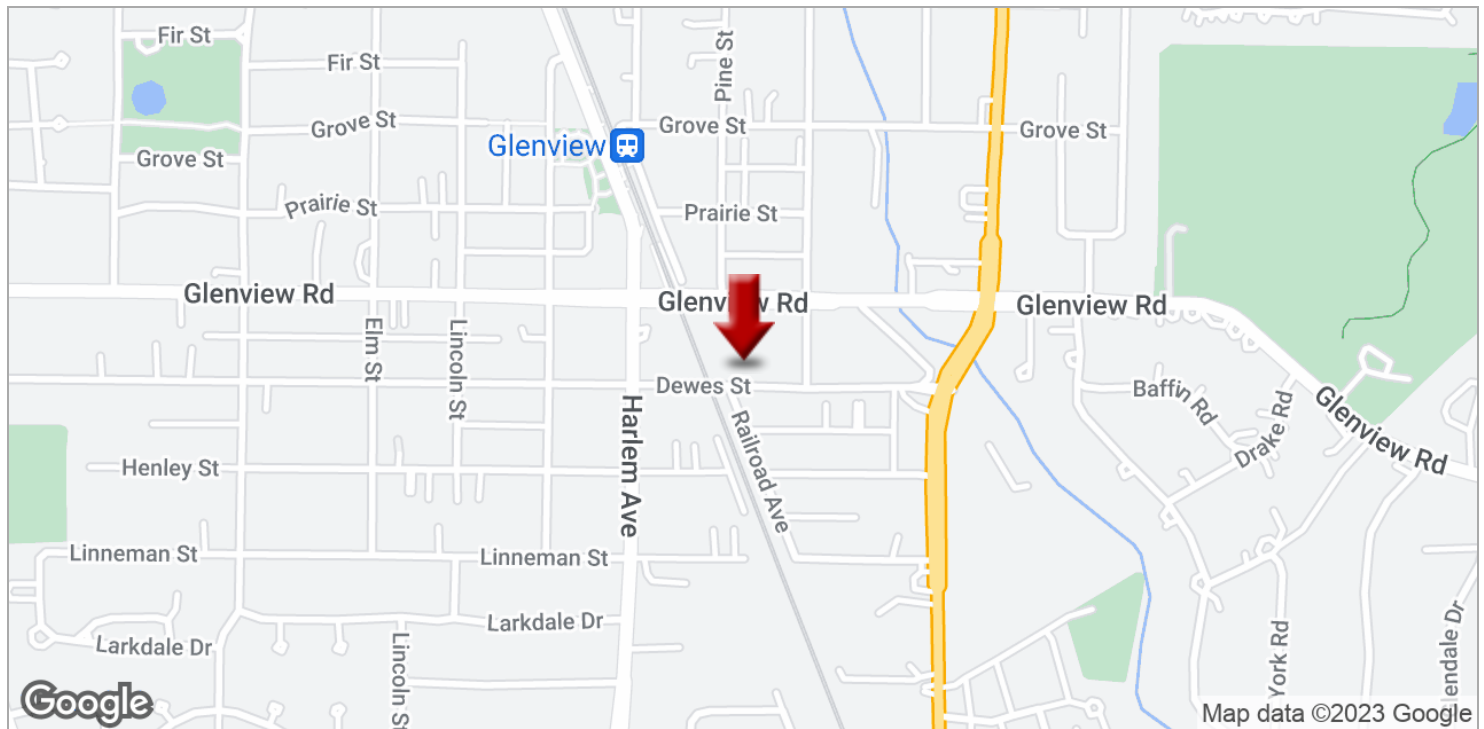 Fir St
Fir St
Pine St
Grove St
Grove St
Grove St
Grove St
Glenview
Prairie St
Prairie St
Glenview Rd
Glenview Rd
Glenview Rd
Elm St
Lincoln St
Harlem Ave
Dewes St
Railroad Ave
Baffin Rd
Drake Rd
Glenview Rd
Henley St
Linneman St
Linneman St
Larkdale Dr
Larkdale Dr
Lincoln St
York Rd
Glendale Dr
Google
Map data ©2023 Google